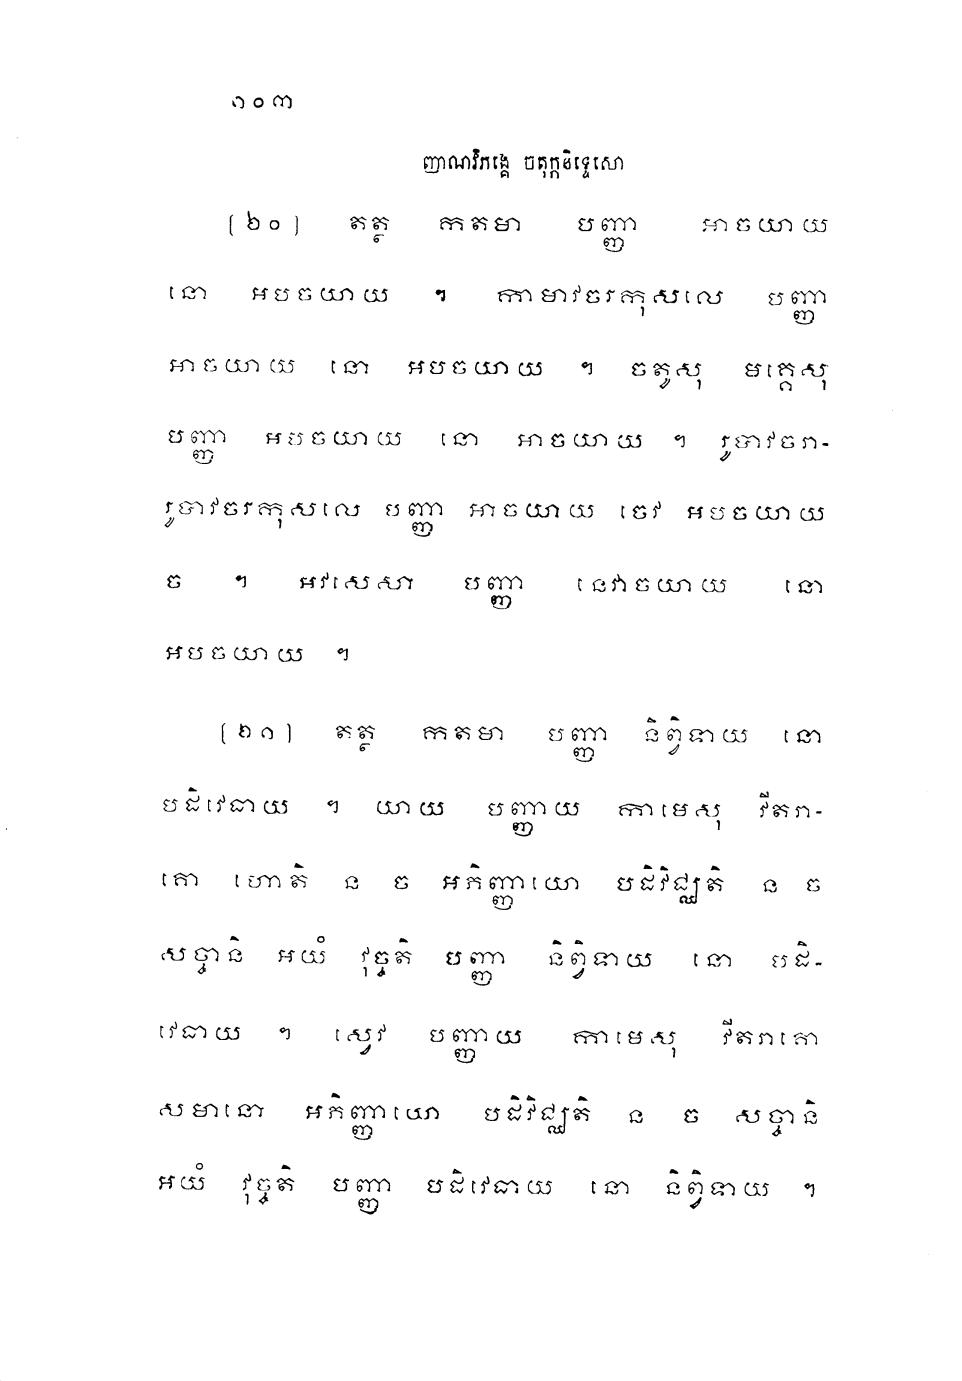 ១០៣
ញាណវិភង្គេ ចតុក្កនិទ្ទេសោ
[២០] តត្ថ កតមា បញ្ញា អាចយាយ
នោ អបចយាយ ។ កាមាវចរកុសលេ បញ្ញា
អាចយាយ នោ អបចយាយ ។ ចតូសុ មគ្គេសុ
បញ្ញា អបចយាយ នោ អាចយាយ ។ រូបាវចរា-
រូបាវចរកុសលេ បញ្ញា អាចយាយ ចេវ អបចយាយ
ច ។ អវសេសា បញ្ញា នេវាចយាយ នោ
អបចយាយ ។
[២១] តត្ថ កតមា បញ្ញា និព្វិទាយ នោ
បដិវេធាយ ។ យាយ បញ្ញាយ កាមេសុ វីតរា-
គោ ហោតិ ន ច អភិញ្ញាយោ បដិវិជ្ឈតិ ន ច
សច្ចានិ អយំ វុច្ចតិ បញ្ញា និព្វិទាយ នោ បដិ-
វេធាយ ។ ស្វេវ បញ្ញាយ កាមេសុ វីតរាគោ
សមានោ អភិញ្ញាយោ បដិវិជ្ឈតិ ន ច សច្ចានិ
អយំ វុច្ចតិ បញ្ញា បដិវេធាយ នោ និព្វិទាយ ។